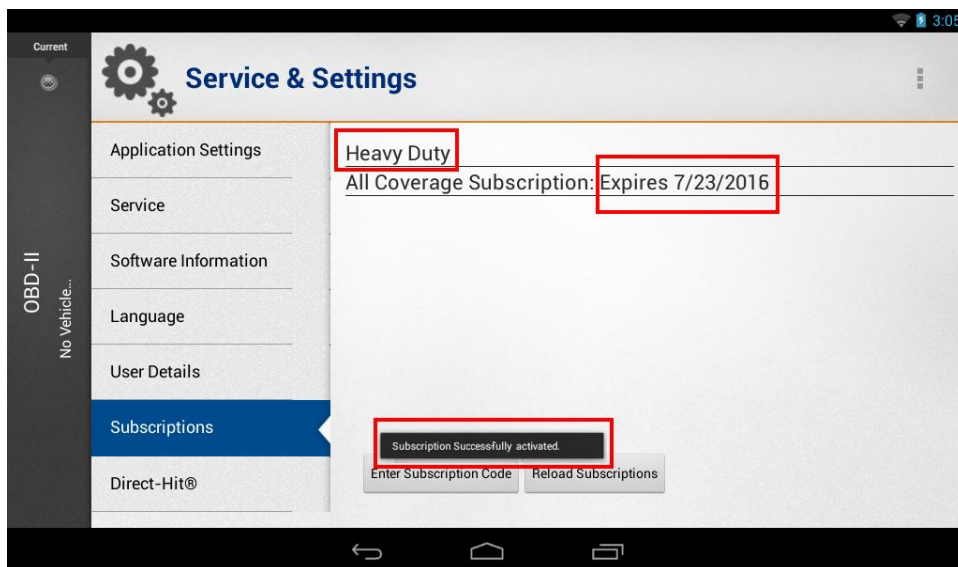 3:05
Current
Service & Settings
OBD-II
No Vehicle...
Application Settings
Service
Software Information
Language
User Details
Subscriptions
Direct-Hit®
Heavy Duty
All Coverage Subscription: Expires 7/23/2016
Subscription Successfully activated.
Enter Subscription Code
Reload Subscriptions